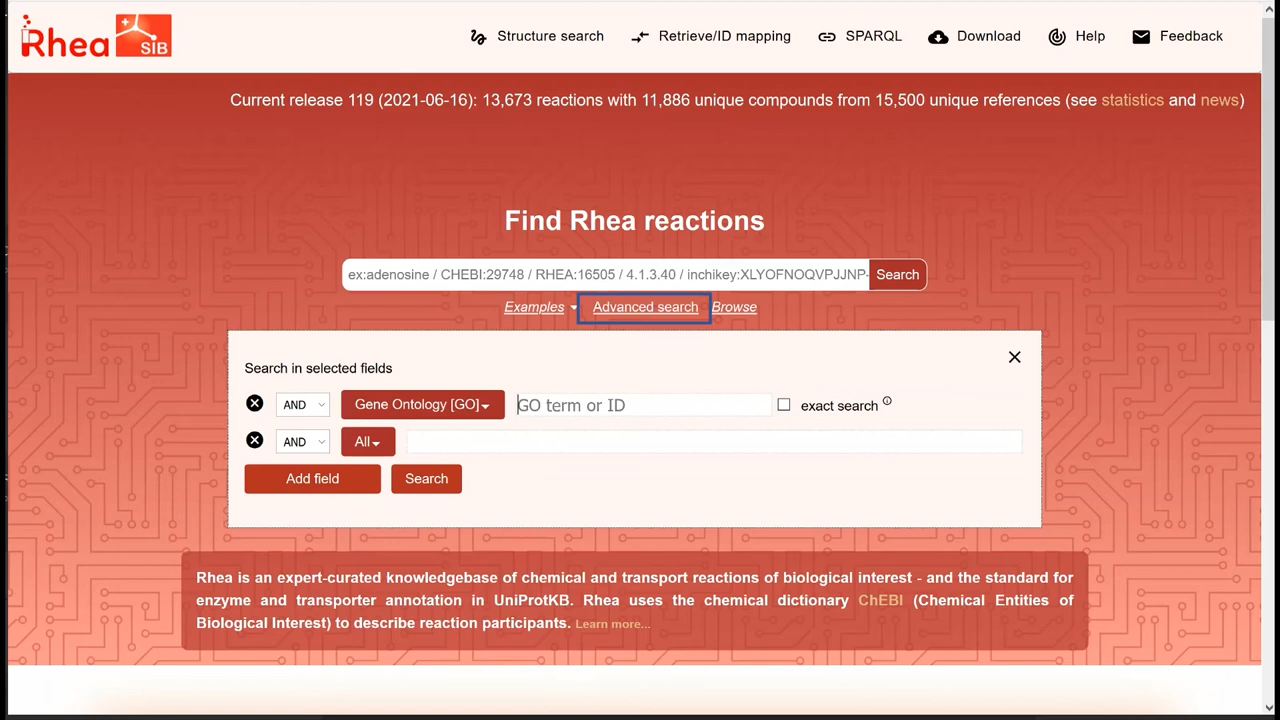 Rhea SIB
Structure search Retrieve/ID mapping SPARQL Download Help Feedback
Current release 119 (2021-06-16): 13,673 reactions with 11,886 unique compounds from 15,500 unique references (see statistics and news)
Find Rhea reactions
ex:adenosine / CHEBI:29748 / RHEA:16505 / 4.1.3.40 / inchikey:XLYOFNOQVPJJNP- Search
Examples Advanced search Browse
Search in selected fields
AND Gene Ontology [GO] GO term or ID exact search
AND All
Add field Search
Rhea is an expert-curated knowledgebase of chemical and transport reactions of biological interest - and the standard for
enzyme and transporter annotation in UniProtKB. Rhea uses the chemical dictionary ChEBI (Chemical Entities of
Biological Interest) to describe reaction participants. Learn more...